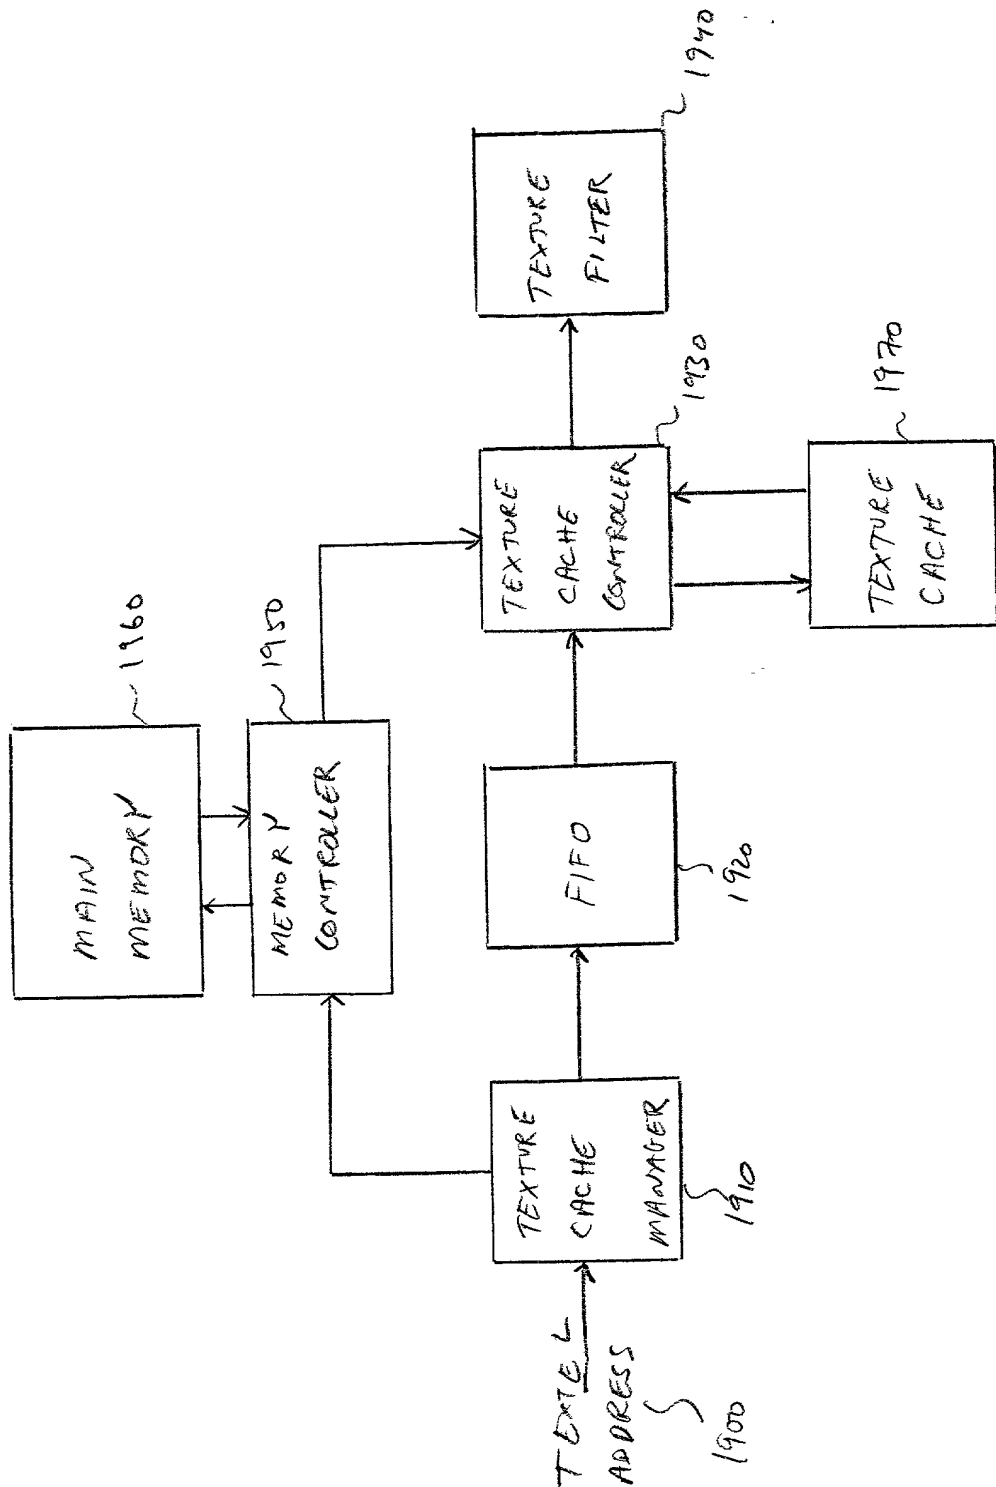 MAIN
MEMORY
1960
MEMORY
CONTROLLER
1950
TEXEL
ADDRESS
1900
TEXTURE
CACHE
MANAGER
1910
FIFO
1920
TEXTURE
CACHE
CONTROLLER
1930
TEXTURE
FILTER
1940
TEXTURE
CACHE
1970